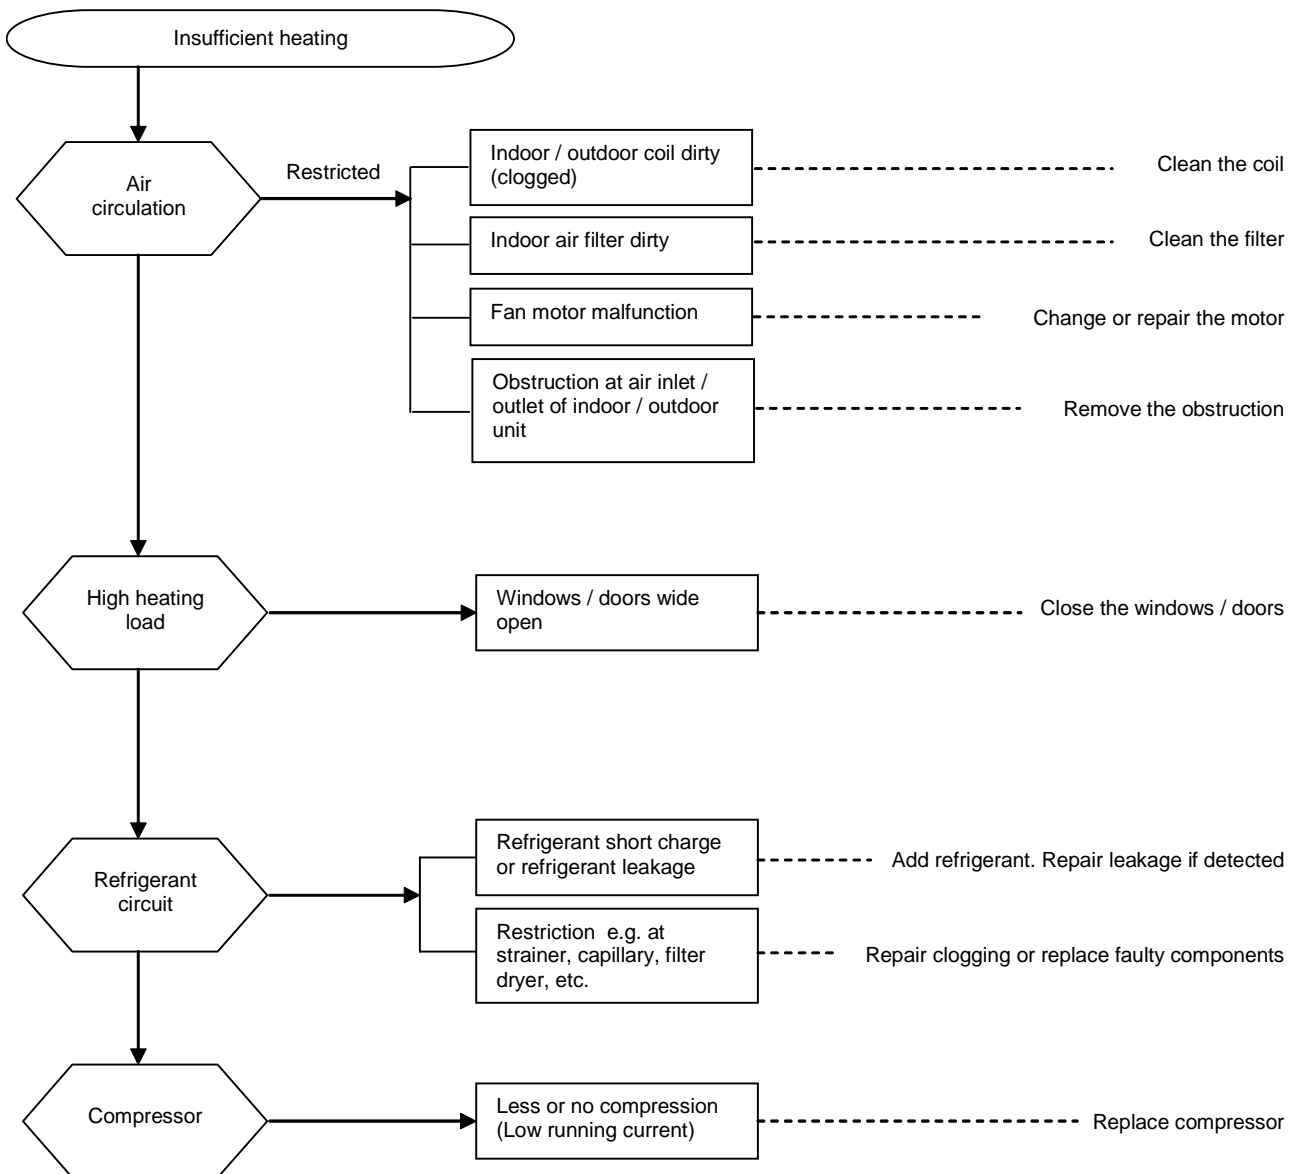 Insufficient heating
Air
circulation
Restricted
Indoor / outdoor coil dirty
(clogged)
Clean the coil
Indoor air filter dirty
Clean the filter
Fan motor malfunction
Change or repair the motor
Obstruction at air inlet /
outlet of indoor / outdoor
unit
Remove the obstruction
High heating
load
Windows / doors wide
open
Close the windows / doors
Refrigerant
circuit
Refrigerant short charge
or refrigerant leakage
Add refrigerant. Repair leakage if detected
Restriction  e.g. at
strainer, capillary, filter
dryer, etc.
Repair clogging or replace faulty components
Compressor
Less or no compression
(Low running current)
Replace compressor